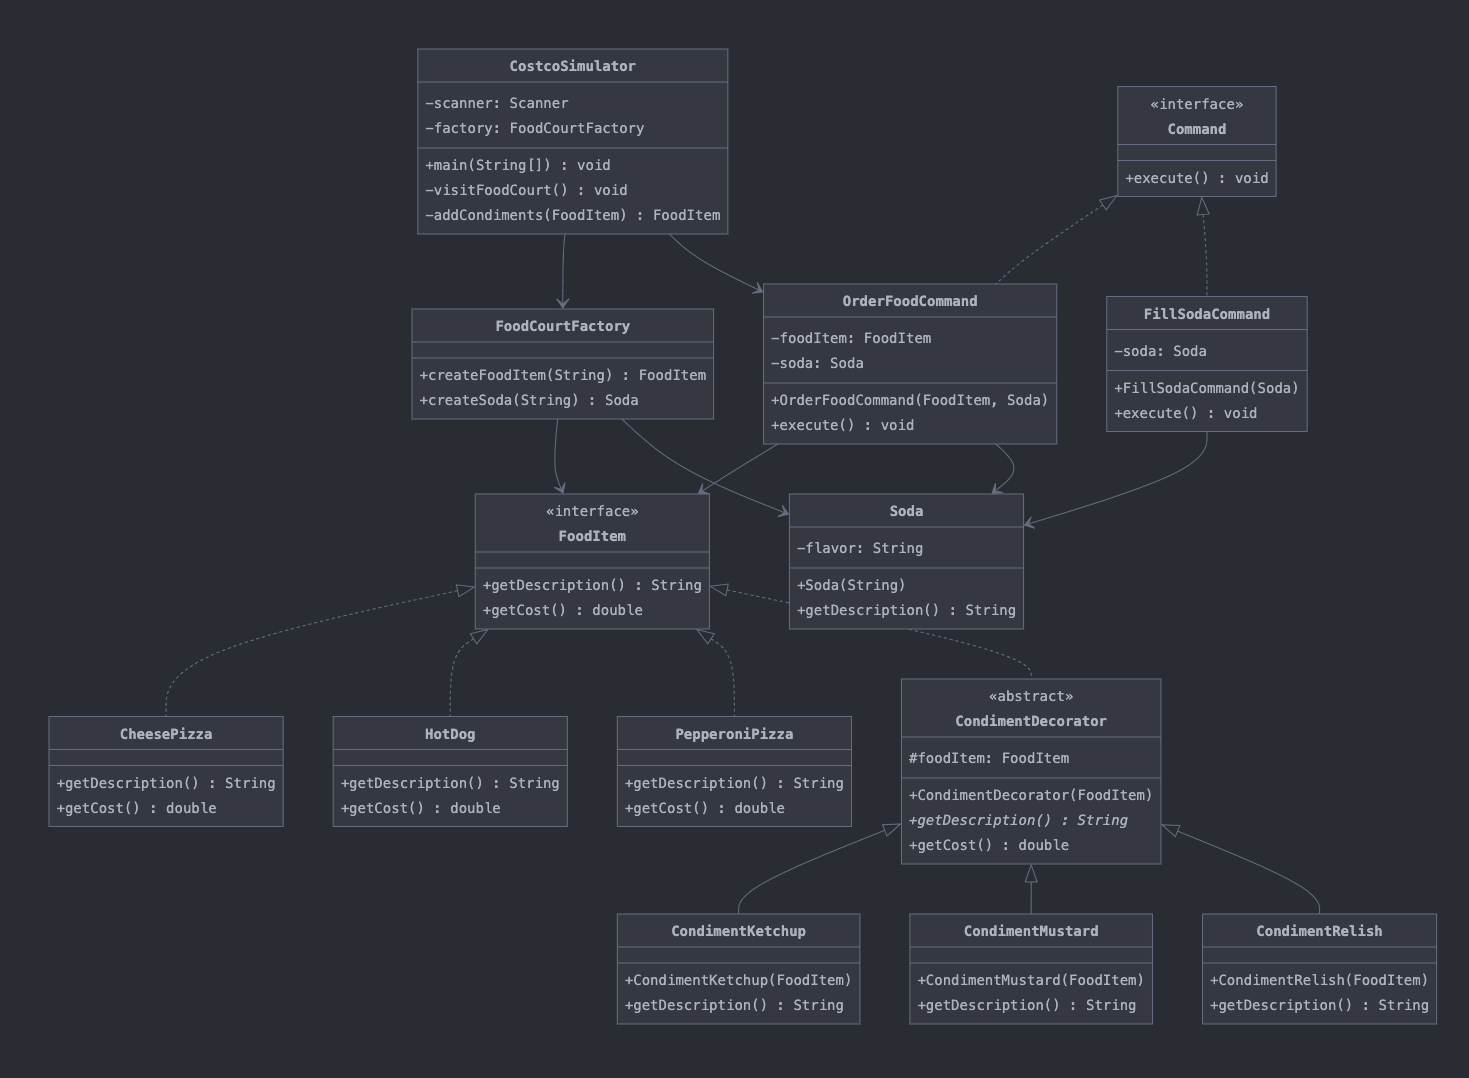 CostcoSimulator
-scanner: Scanner
-factory: FoodCourtFactory
+main(String[]) : void
-visitFoodCourt() : void
-addCondiments(FoodItem) : FoodItem
«interface»
Command
+execute() : void
FoodCourtFactory
+createFoodItem(String) : FoodItem
+createSoda(String) : Soda
OrderFoodCommand
-foodItem: FoodItem
-soda: Soda
+OrderFoodCommand(FoodItem, Soda)
+execute() : void
FillSodaCommand
-soda: Soda
+FillSodaCommand(Soda)
+execute() : void
«interface»
FoodItem
+getDescription() : String
+getCost() : double
Soda
-flavor: String
+Soda(String)
+getDescription() : String
CheesePizza
+getDescription() : String
+getCost() : double
HotDog
+getDescription() : String
+getCost() : double
PepperoniPizza
+getDescription() : String
+getCost() : double
«abstract»
CondimentDecorator
#foodItem: FoodItem
+CondimentDecorator(FoodItem)
+getDescription() : String
+getCost() : double
CondimentKetchup
+CondimentKetchup(FoodItem)
+getDescription() : String
CondimentMustard
+CondimentMustard(FoodItem)
+getDescription() : String
CondimentRelish
+CondimentRelish(FoodItem)
+getDescription() : String